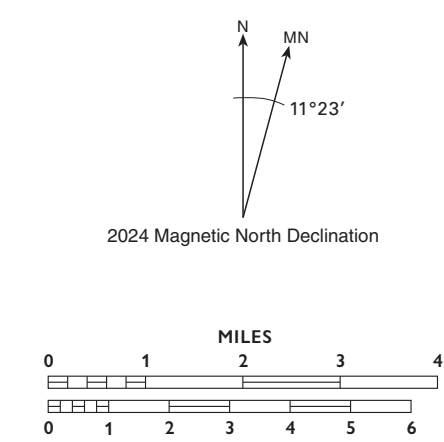 N
MN
11°23′
2024 Magnetic North Declination
MILES
0 1 2 3 4
0 1 2 3 4 5 6